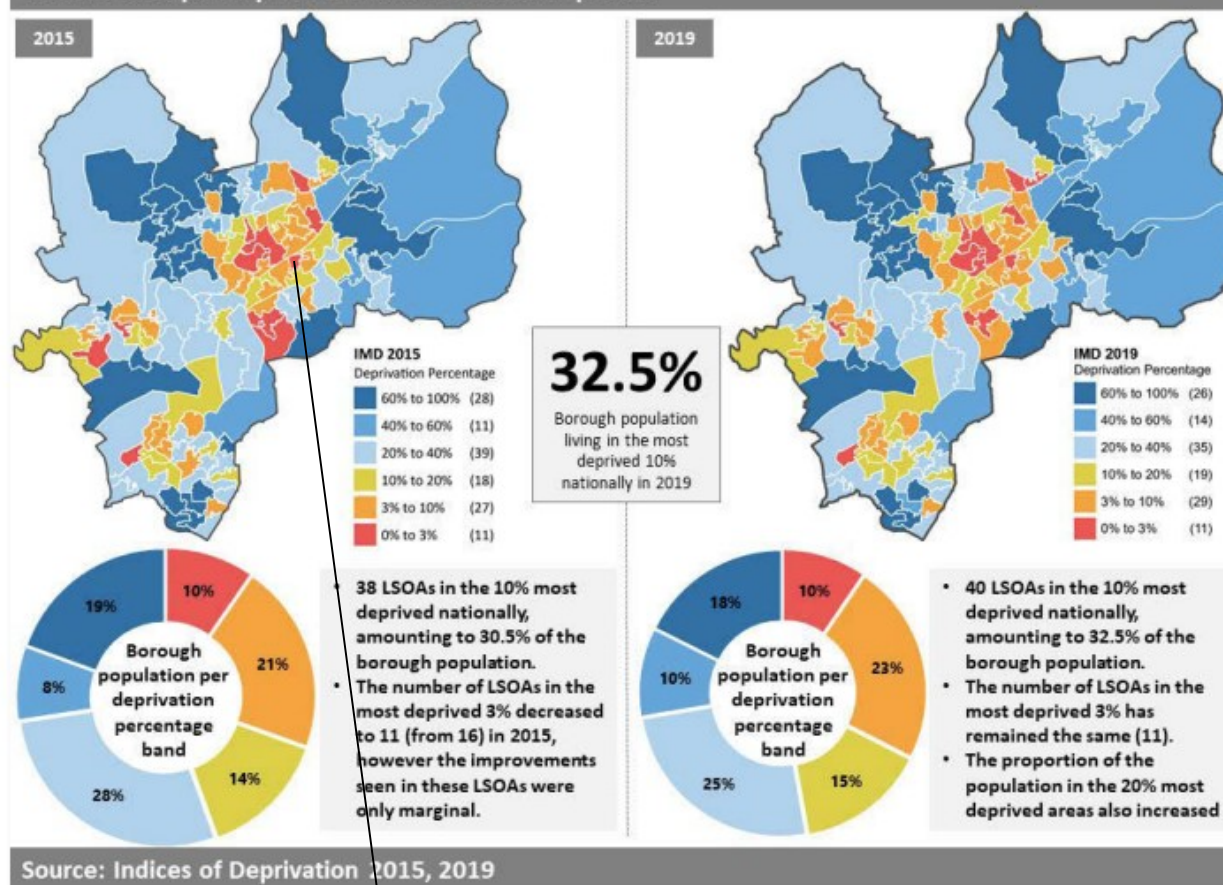 2015
2019
IMD 2015
Deprivation Percentage
60% to 100% (28)
40% to 60% (11)
20% to 40% (39)
10% to 20% (18)
3% to 10% (27)
0% to 3% (11)
32.5%
Borough population
living in the most
deprived 10%
nationally in 2019
IMD 2019
Deprivation Percentage
60% to 100% (26)
40% to 60% (14)
20% to 40% (35)
10% to 20% (19)
3% to 10% (29)
0% to 3% (11)
19%
10%
21%
14%
28%
8%
Borough
population per
deprivation
percentage
band
• 38 LSOAs in the 10% most
deprived nationally,
amounting to 30.5% of the
borough population.
• The number of LSOAs in the
most deprived 3% decreased
to 11 (from 16) in 2015,
however the improvements
seen in these LSOAs were
only marginal.
18%
10%
23%
15%
25%
10%
Borough
population per
deprivation
percentage
band
• 40 LSOAs in the 10% most
deprived nationally,
amounting to 32.5% of the
borough population.
• The number of LSOAs in the
most deprived 3% has
remained the same (11).
• The proportion of the
population in the 20% most
deprived areas also increased
Source: Indices of Deprivation 2015, 2019